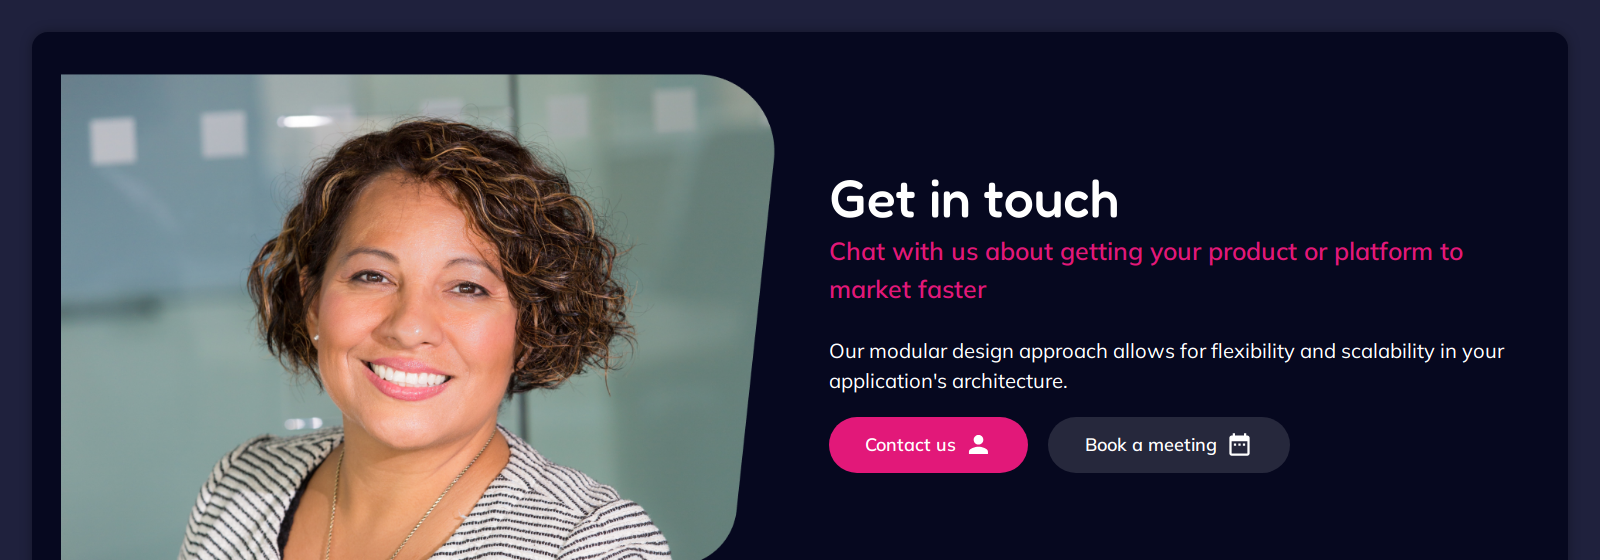 Get in touch
Chat with us about getting your product or platform to
market faster
Our modular design approach allows for flexibility and scalability in your
application's architecture.
Contact us
Book a meeting